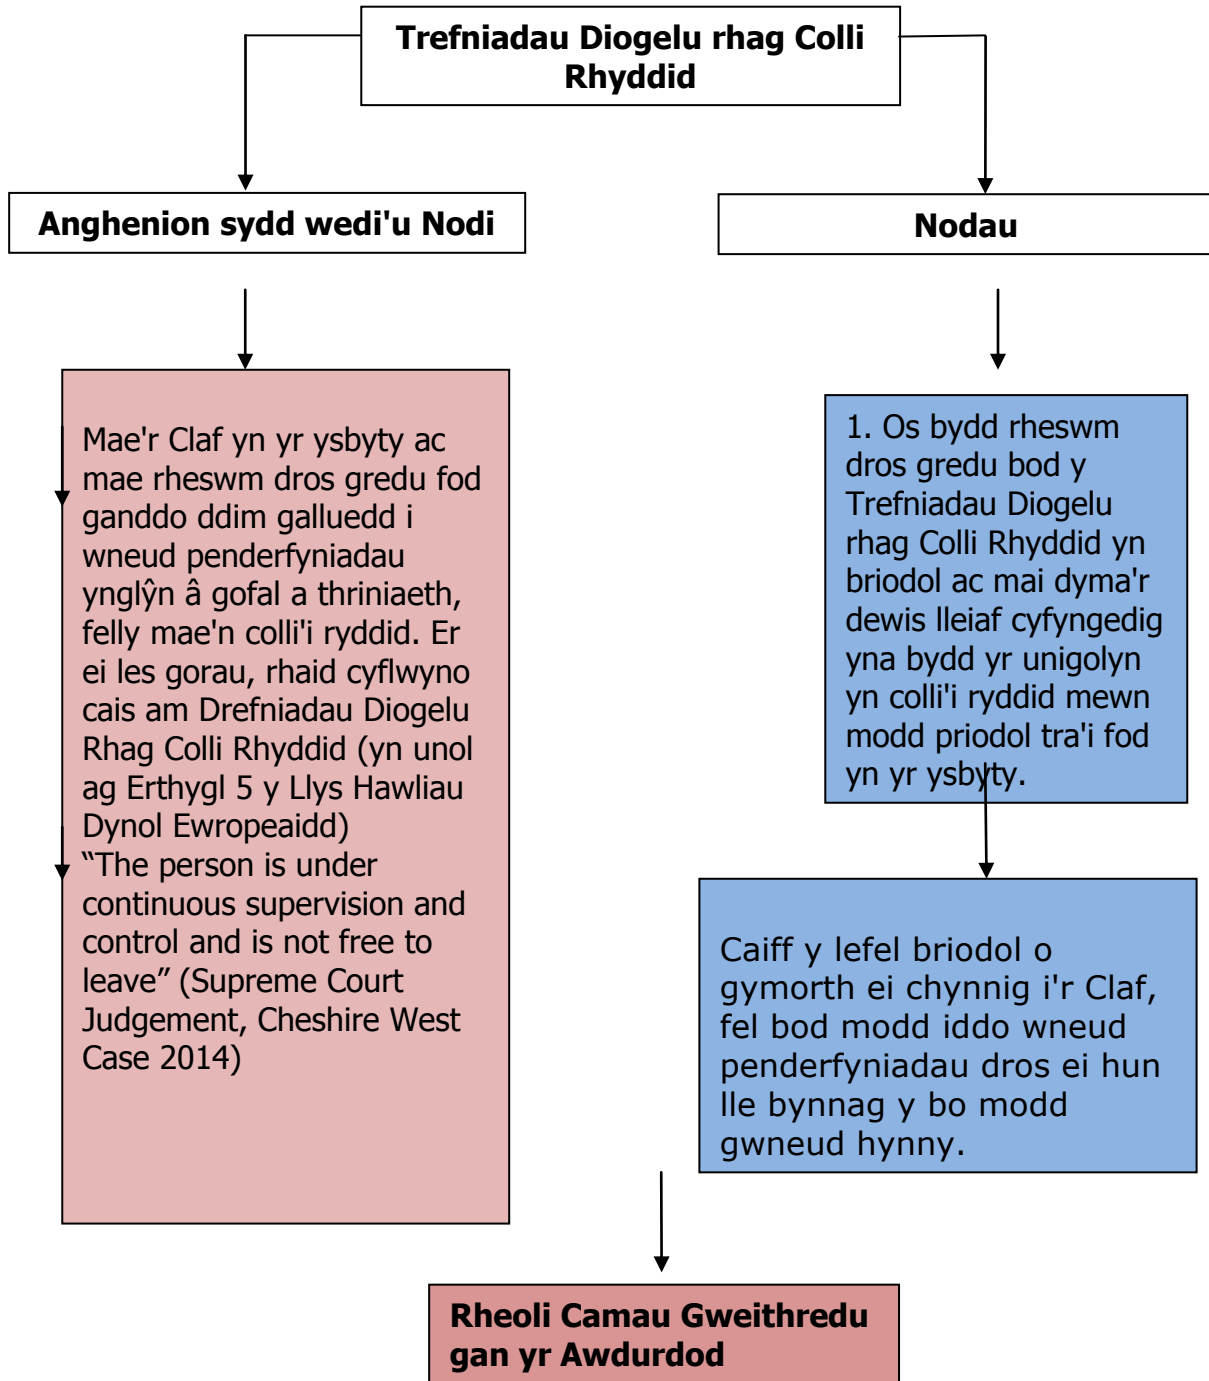 Trefniadau Diogelu rhag Colli
Rhyddid
Anghenion sydd wedi'u Nodi
Nodau
Mae'r Claf yn yr ysbyty ac
mae rheswm dros gredu fod
ganddo ddim galluedd i
wneud penderfyniadau
ynglŷn â gofal a thriniaeth,
felly mae'n colli'i ryddid. Er
ei les gorau, rhaid cyflwyno
cais am Drefniadau Diogelu
Rhag Colli Rhyddid (yn unol
ag Erthygl 5 y Llys Hawliau
Dynol Ewropeaidd)
“The person is under
continuous supervision and
control and is not free to
leave” (Supreme Court
Judgement, Cheshire West
Case 2014)
1. Os bydd rheswm
dros gredu bod y
Trefniadau Diogelu
rhag Colli Rhyddid yn
briodol ac mai dyma'r
dewis lleiaf cyfyngedig
yna bydd yr unigolyn
yn colli'i ryddid mewn
modd priodol tra'i fod
yn yr ysbyty.
Caiff y lefel briodol o
gymorth ei chynnig i'r Claf,
fel bod modd iddo wneud
penderfyniadau dros ei hun
lle bynnag y bo modd
gwneud hynny.
Rheoli Camau Gweithredu
gan yr Awdurdod